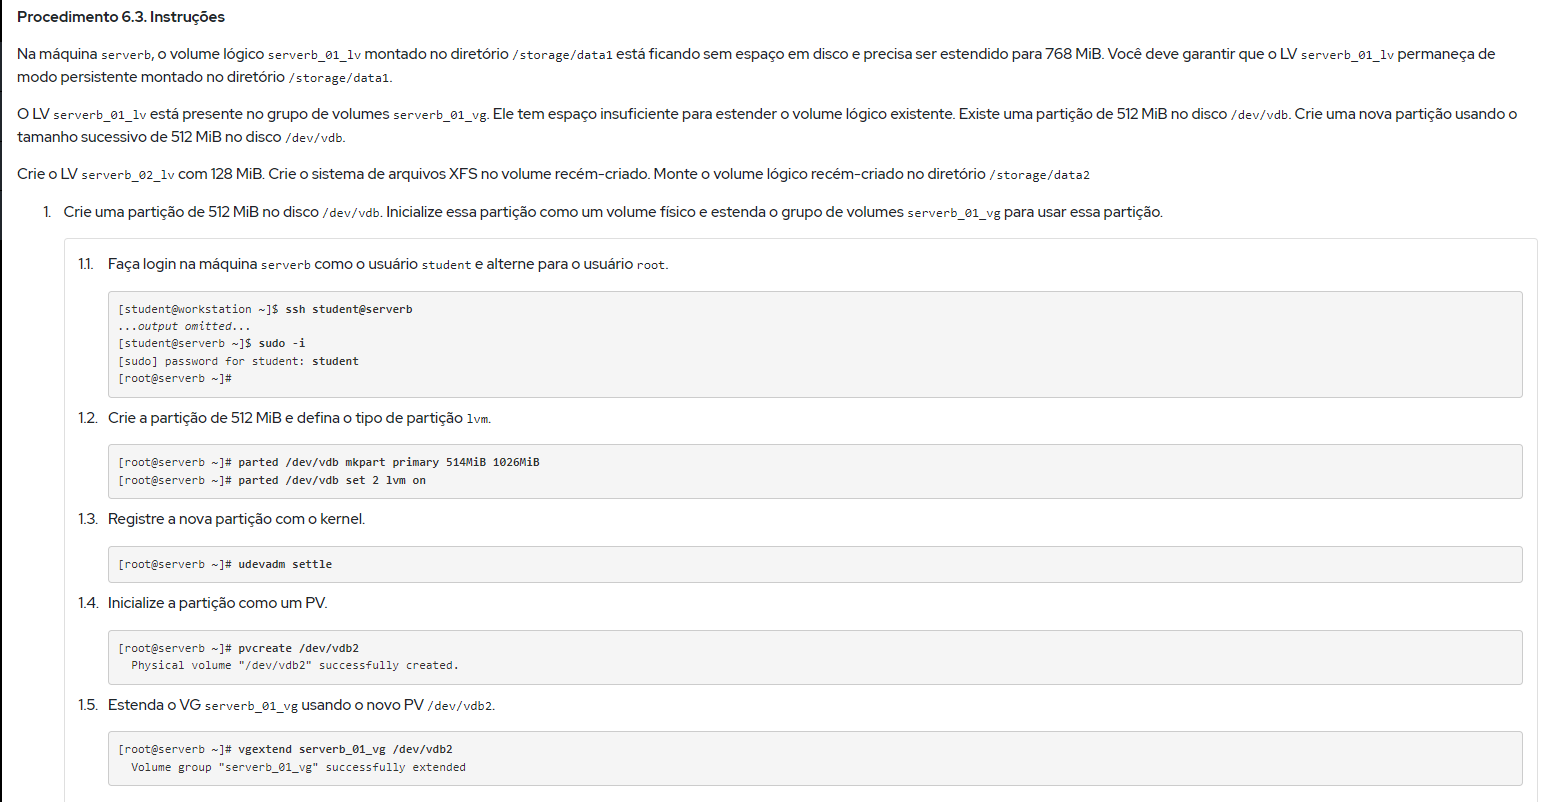 Procedimento 6.3. Instruções
Na máquina serverb, o volume lógico serverb_01_lv montado no diretório /storage/data1 está ficando sem espaço em disco e precisa ser estendido para 768 MiB. Você deve garantir que o LV serverb_01_lv permaneça de
modo persistente montado no diretório /storage/data1.
O LV serverb_01_lv está presente no grupo de volumes serverb_01_vg. Ele tem espaço insuficiente para estender o volume lógico existente. Existe uma partição de 512 MiB no disco /dev/vdb. Crie uma nova partição usando o
tamanho sucessivo de 512 MiB no disco /dev/vdb.
Crie o LV serverb_02_lv com 128 MiB. Crie o sistema de arquivos XFS no volume recém-criado. Monte o volume lógico recém-criado no diretório /storage/data2
1. Crie uma partição de 512 MiB no disco /dev/vdb. Inicialize essa partição como um volume físico e estenda o grupo de volumes serverb_01_vg para usar essa partição.
1.1. Faça login na máquina serverb como o usuário student e alterne para o usuário root.
[student@workstation ~]$ ssh student@serverb
...output omitted...
[student@serverb ~]$ sudo -i
[sudo] password for student: student
[root@serverb ~]#
1.2. Crie a partição de 512 MiB e defina o tipo de partição lvm.
[root@serverb ~]# parted /dev/vdb mkpart primary 514MiB 1026MiB
[root@serverb ~]# parted /dev/vdb set 2 lvm on
1.3. Registre a nova partição com o kernel.
[root@serverb ~]# udevadm settle
1.4. Inicialize a partição como um PV.
[root@serverb ~]# pvcreate /dev/vdb2
Physical volume "/dev/vdb2" successfully created.
1.5. Estenda o VG serverb_01_vg usando o novo PV /dev/vdb2.
[root@serverb ~]# vgextend serverb_01_vg /dev/vdb2
Volume group "serverb_01_vg" successfully extended